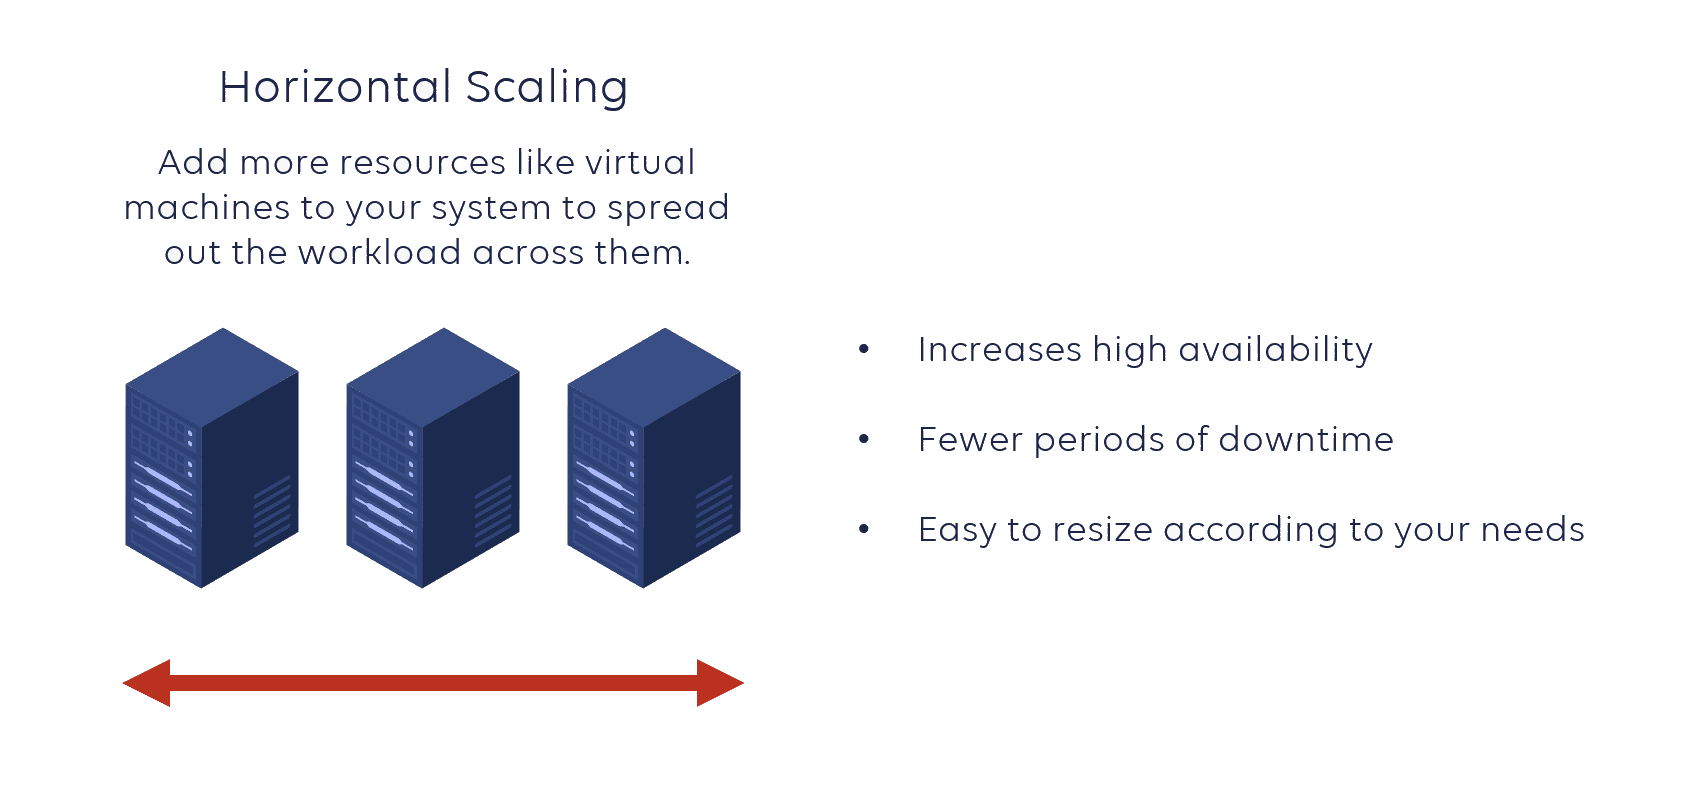 Horizontal Scaling
Add more resources like virtual
machines to your system to spread
out the workload across them.
• Increases high availability
• Fewer periods of downtime
• Easy to resize according to your needs